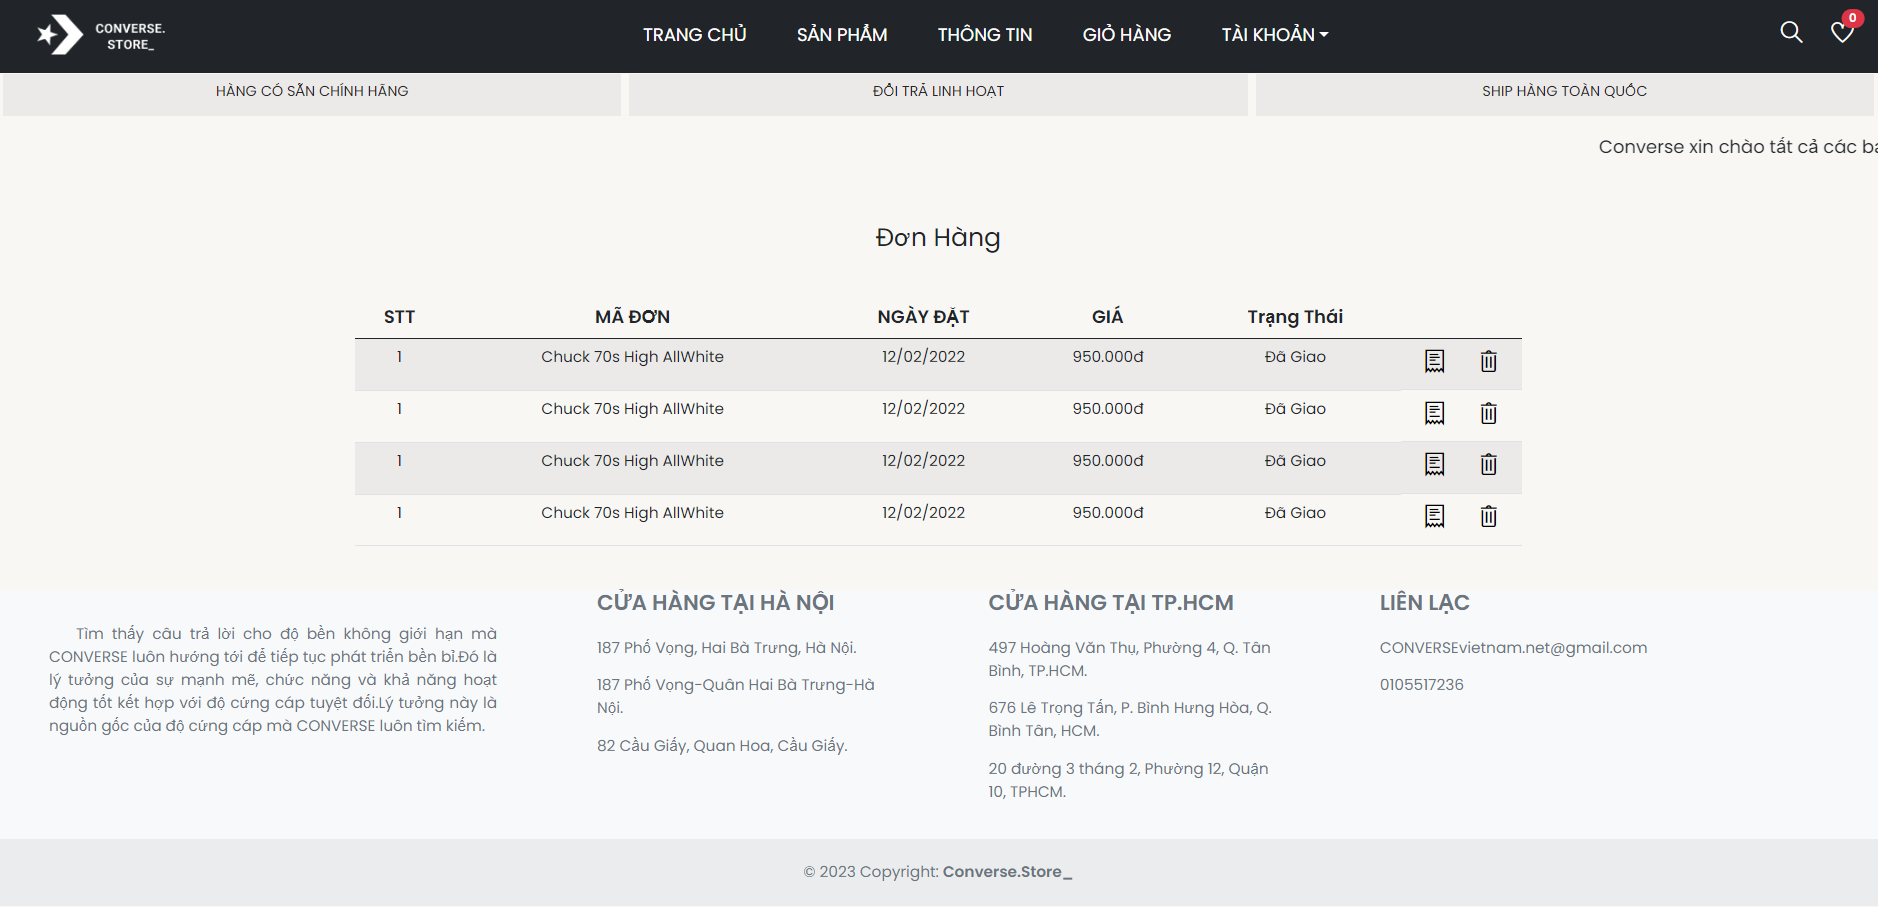 CONVERSE.
STORE_
TRANG CHỦ SẢN PHẨM THÔNG TIN GIỎ HÀNG TÀI KHOẢN
0
HÀNG CÓ SẴN CHÍNH HÃNG ĐỔI TRẢ LINH HOẠT SHIP HÀNG TOÀN QUỐC
Converse xin chào tất cả các bạ
Đơn Hàng
STT MÃ ĐƠN NGÀY ĐẶT GIÁ Trạng Thái
1 Chuck 70s High AllWhite 12/02/2022 950.000đ Đã Giao
1 Chuck 70s High AllWhite 12/02/2022 950.000đ Đã Giao
1 Chuck 70s High AllWhite 12/02/2022 950.000đ Đã Giao
1 Chuck 70s High AllWhite 12/02/2022 950.000đ Đã Giao
Tìm thấy câu trả lời cho độ bền không giới hạn mà
CONVERSE luôn hướng tới để tiếp tục phát triển bền bỉ.Đó là
lý tưởng của sự mạnh mẽ, chức năng và khả năng hoạt
động tốt kết hợp với độ cứng cáp tuyệt đối.Lý tưởng này là
nguồn gốc của độ cứng cáp mà CONVERSE luôn tìm kiếm.
CỬA HÀNG TẠI HÀ NỘI
187 Phố Vọng, Hai Bà Trưng, Hà Nội.
187 Phố Vọng-Quân Hai Bà Trưng-Hà
Nội.
82 Cầu Giấy, Quan Hoa, Cầu Giấy.
CỬA HÀNG TẠI TP.HCM
497 Hoàng Văn Thụ, Phường 4, Q. Tân
Bình, TP.HCM.
676 Lê Trọng Tấn, P. Bình Hưng Hòa, Q.
Bình Tân, HCM.
20 đường 3 tháng 2, Phường 12, Quận
10, TPHCM.
LIÊN LẠC
CONVERSEvietnam.net@gmail.com
0105517236
© 2023 Copyright: Converse.Store_